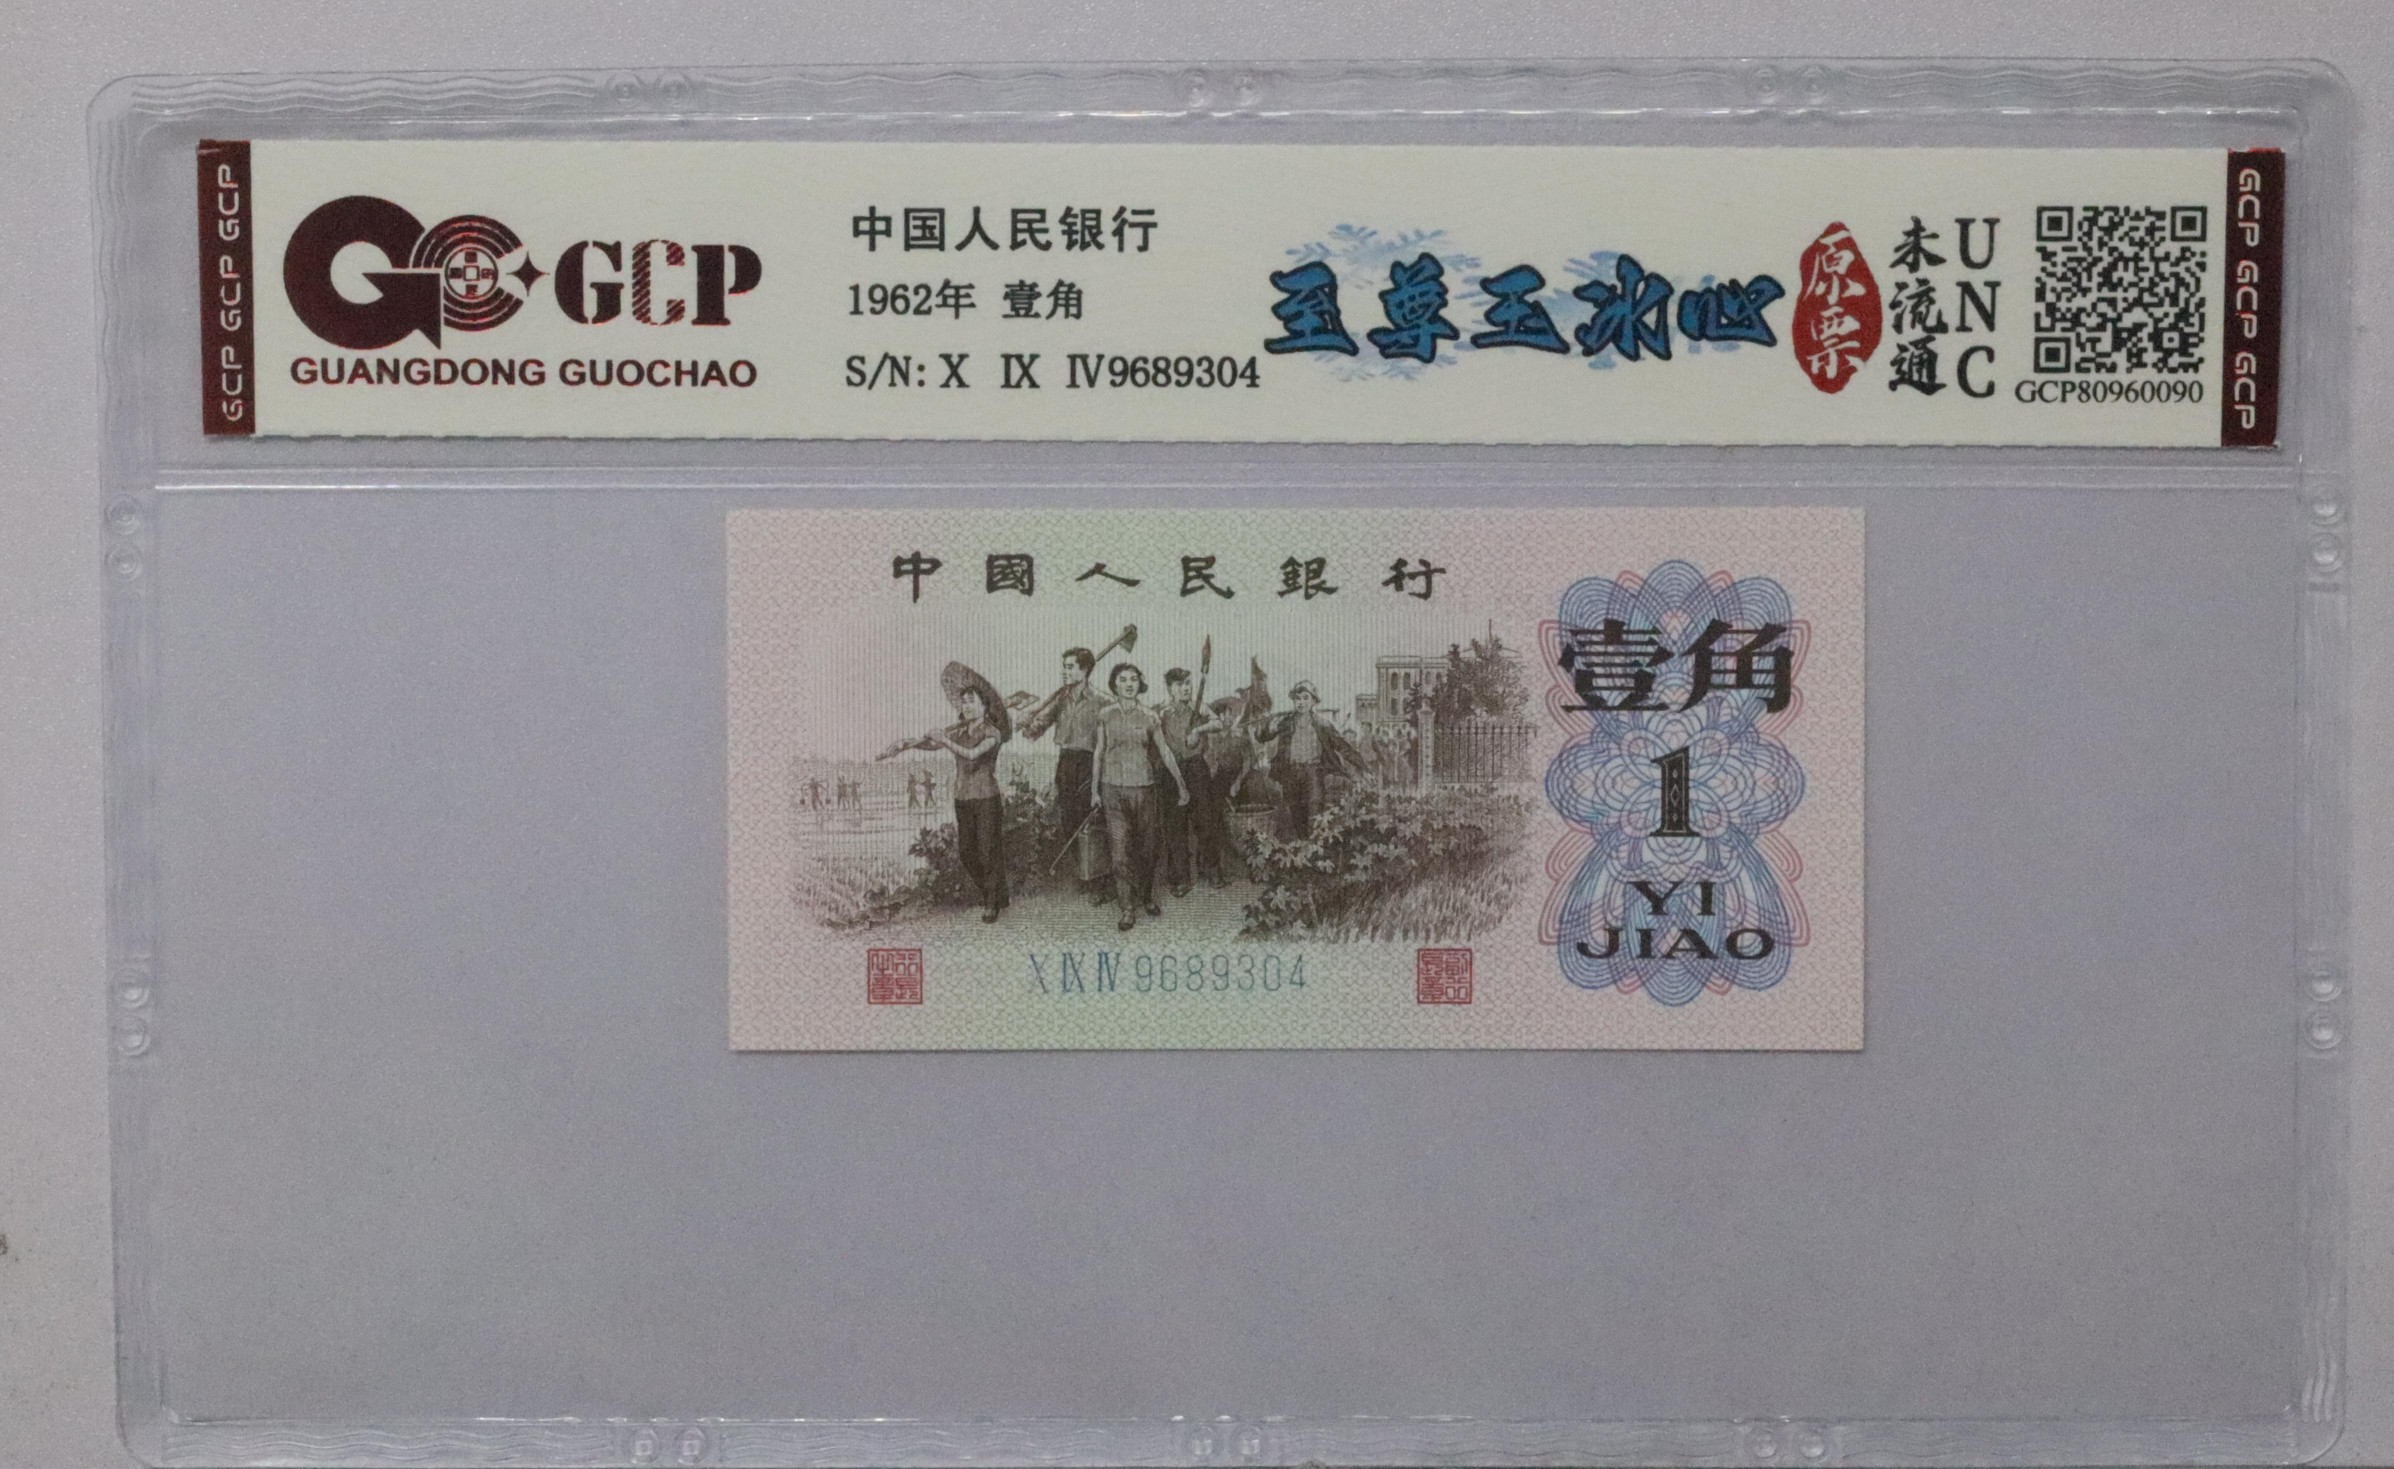 GCP GCP GCP
GCP
GUANGDONG GUOCHAO
中国人民银行
1962年 壹角
S/N: X IX IV9689304
至尊玉冰心
原票
未流通
UNC
GCP80960090
GCP GCP GCP
中國人民銀行
壹角
1
YI
JIAO
X IX IV 9689304